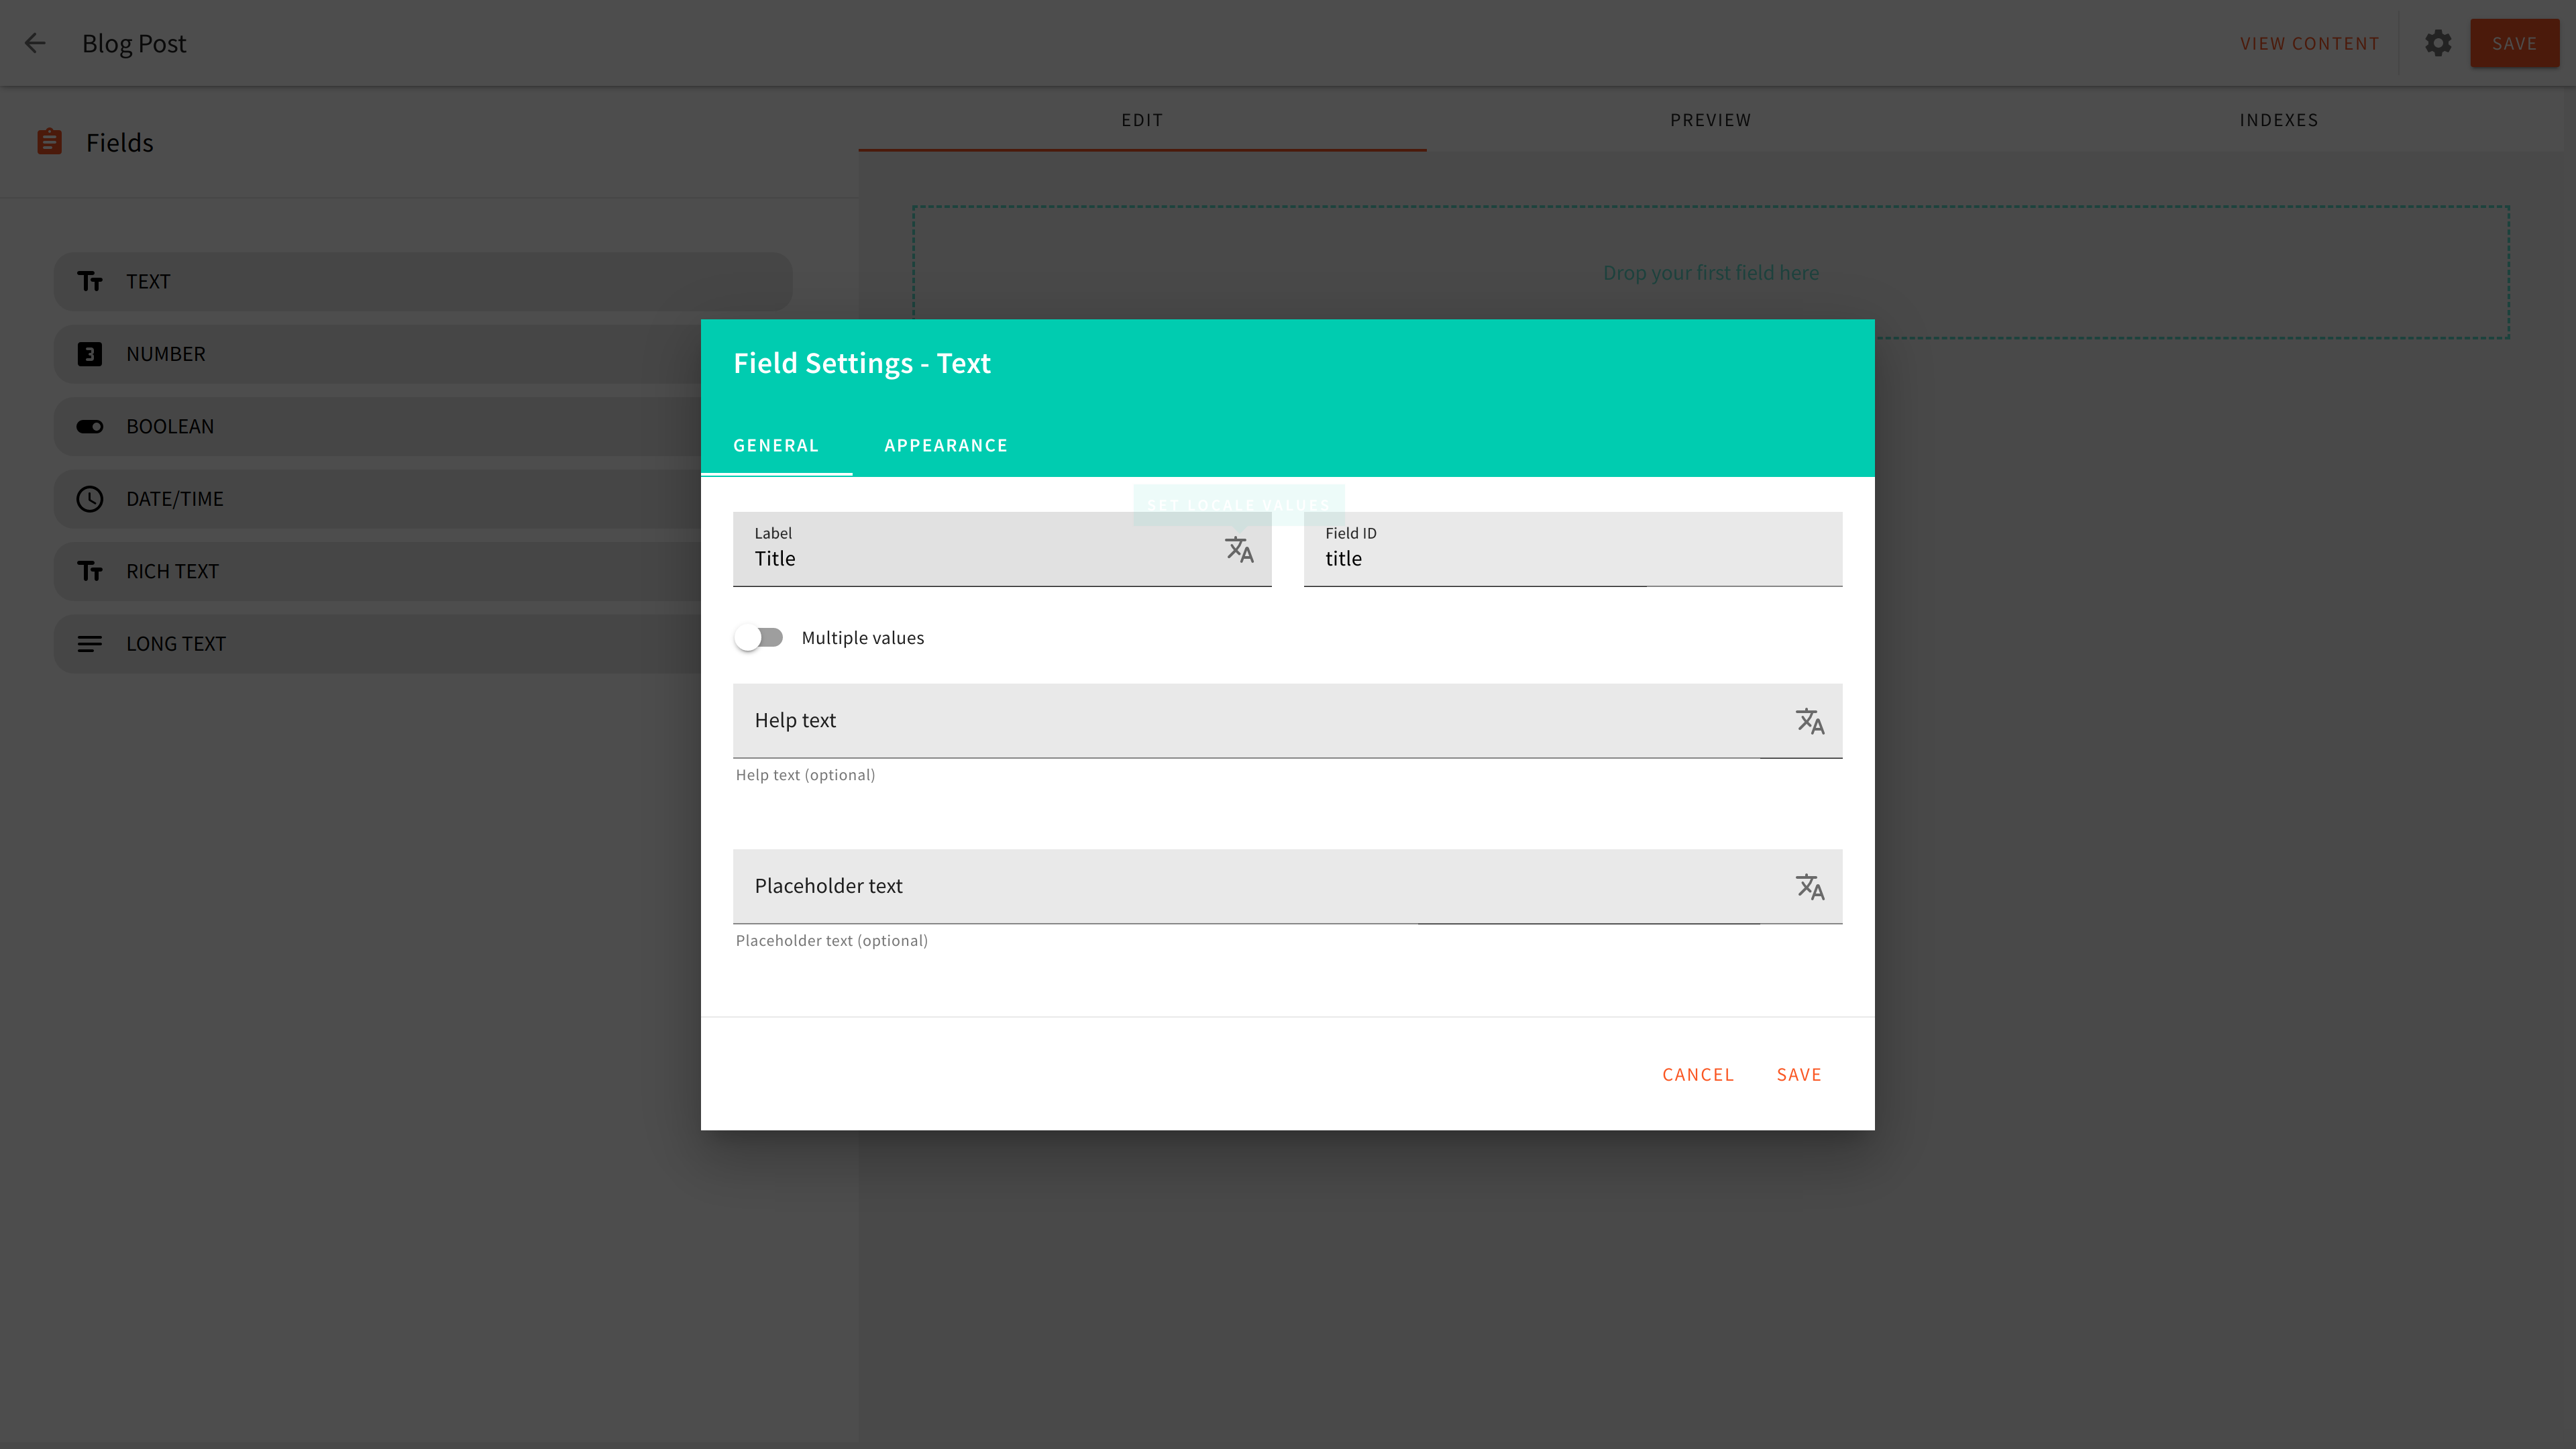 Blog Post
VIEW CONTENT
SAVE
Fields
EDIT
PREVIEW
INDEXES
TEXT
NUMBER
BOOLEAN
DATE/TIME
RICH TEXT
LONG TEXT
Drop your first field here
Field Settings - Text
GENERAL
APPEARANCE
SET LOCALE VALUES
Label
Title
Field ID
title
Multiple values
Help text
Help text (optional)
Placeholder text
Placeholder text (optional)
CANCEL
SAVE